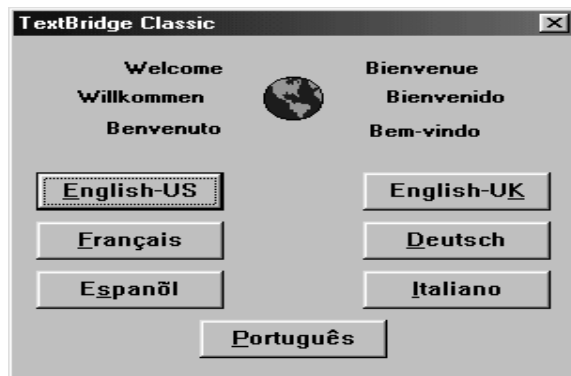 TextBridge Classic
Welcome Bienvenue
Willkommen Bienvenido
Benvenuto Bem-vindo
English-US English-UK
Français Deutsch
Espanõl Italiano
Português